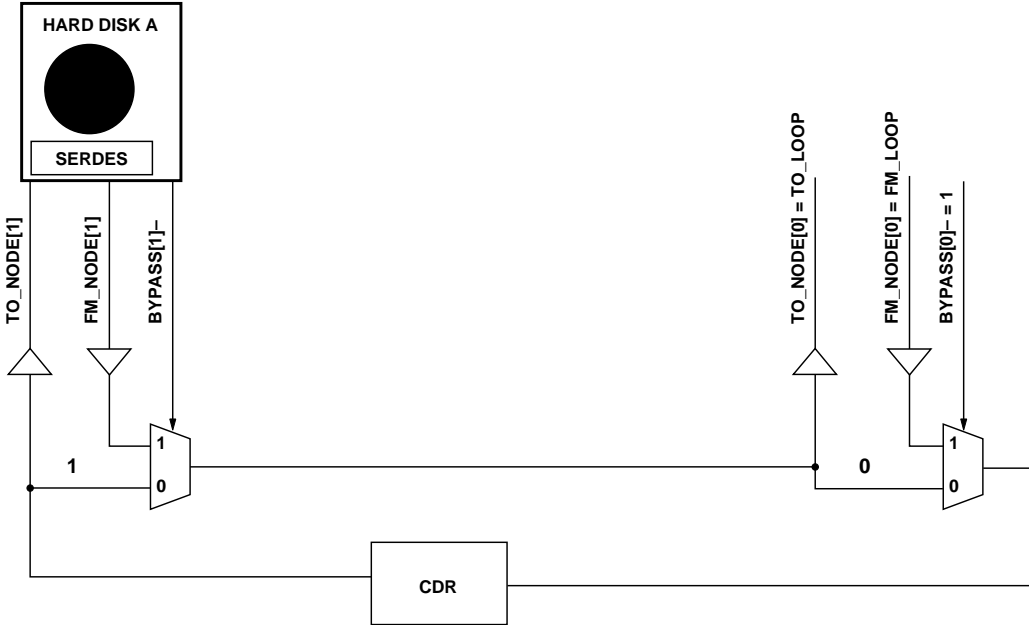 HARD DISK A
SERDES
TO_NODE[1]
FM_NODE[1]
BYPASS[1]–
TO_NODE[0] = TO_LOOP
FM_NODE[0] = FM_LOOP
BYPASS[0]– = 1
1
1
0
0
1
0
CDR